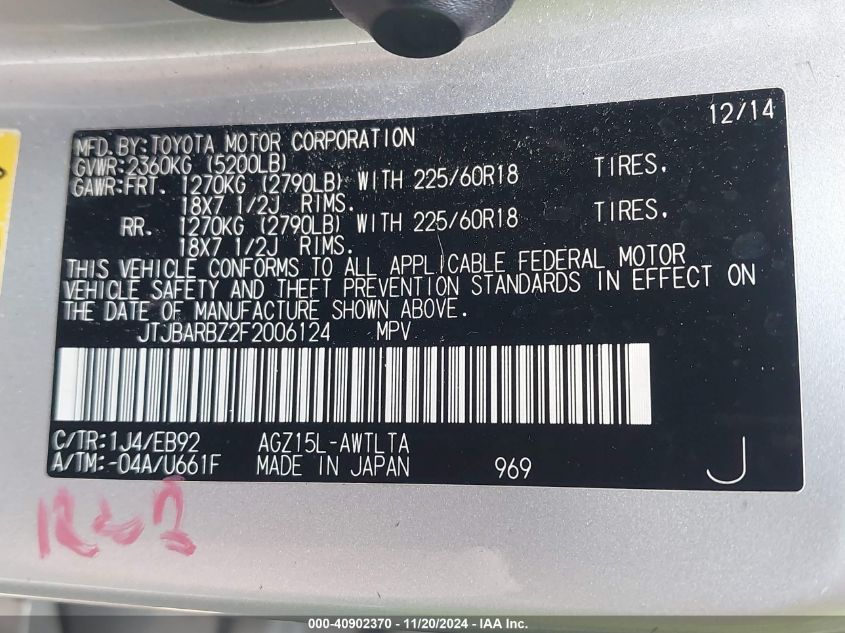 12/14
MFD.BY:TOYOTA MOTOR CORPORATION
GVWR:2360KG (5200LB)
GAWR:FRT. 1270KG (2790LB) WITH 225/60R18 TIRES.
18X7 1/2J RIMS.
RR. 1270KG (2790LB) WITH 225/60R18 TIRES.
18X7 1/2J RIMS.
THIS VEHICLE CONFORMS TO ALL APPLICABLE FEDERAL MOTOR
VEHICLE SAFETY AND THEFT PREVENTION STANDARDS IN EFFECT ON
THE DATE OF MANUFACTURE SHOWN ABOVE.
JTJBARBZ2F2006124 MPV
C/TR:1J4/EB92 AGZ15L-AWTLTA
A/TM:-04A/U661F MADE IN JAPAN 969 J
000-40902370 - 11/20/2024 - IAA Inc.